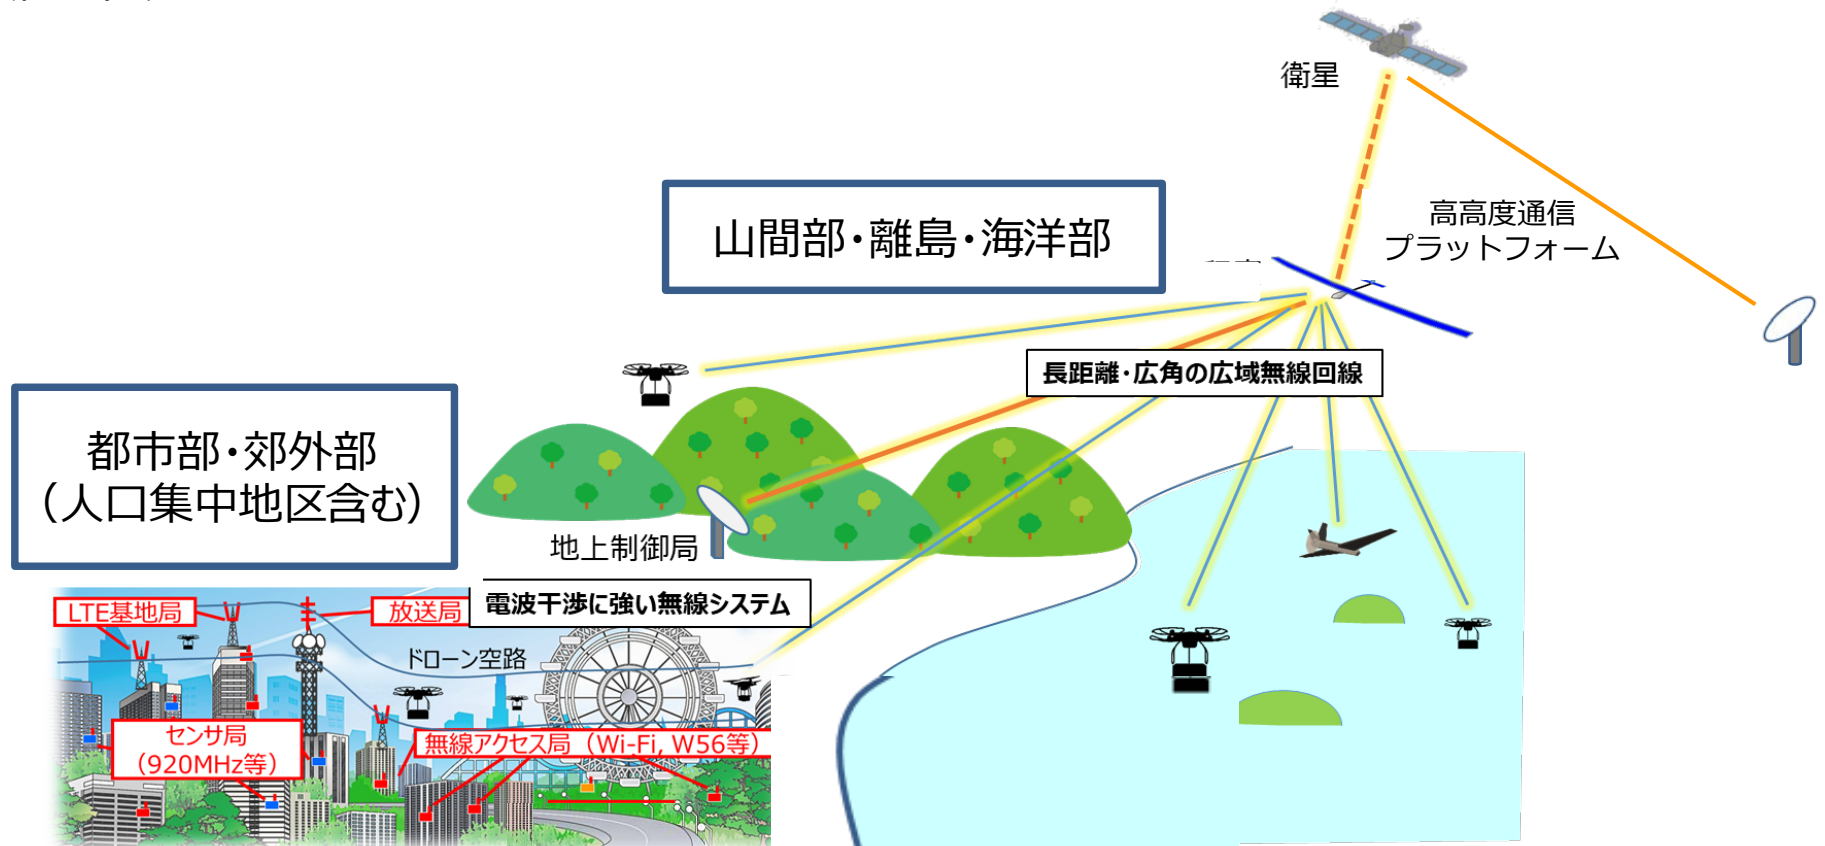 衛星
高高度通信
プラットフォーム
山間部・離島・海洋部
長距離・広角の広域無線回線
都市部・郊外部
（人口集中地区含む）
地上制御局
電波干渉に強い無線システム
LTE基地局
放送局
ドローン空路
センサ局
（920MHz等）
無線アクセス局（Wi-Fi, W56等）